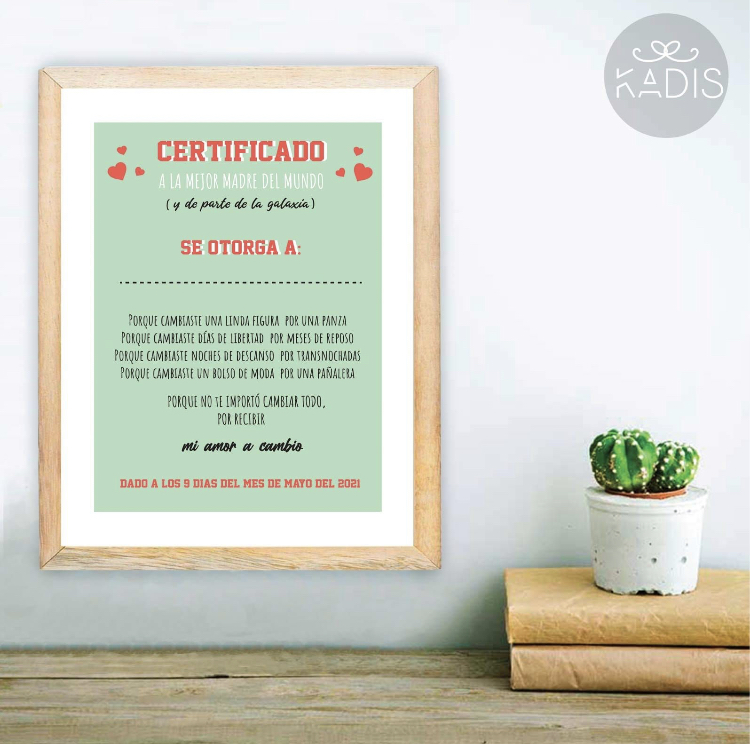 KADIS
CERTIFICADO
A LA MEJOR MADRE DEL MUNDO
(y de parte de la galaxia)
SE OTORGA A:
PORQUE CAMBIASTE UNA LINDA FIGURA POR UNA PANZA
PORQUE CAMBIASTE DÍAS DE LIBERTAD POR MESES DE REPOSO
PORQUE CAMBIASTE NOCHES DE DESCANSO POR TRANSNOCHADAS
PORQUE CAMBIASTE UN BOLSO DE MODA POR UNA PAÑALERA
PORQUE NO TE IMPORTÓ CAMBIAR TODO,
POR RECIBIR
mi amor a cambio
DADO A LOS 9 DIAS DEL MES DE MAYO DEL 2021